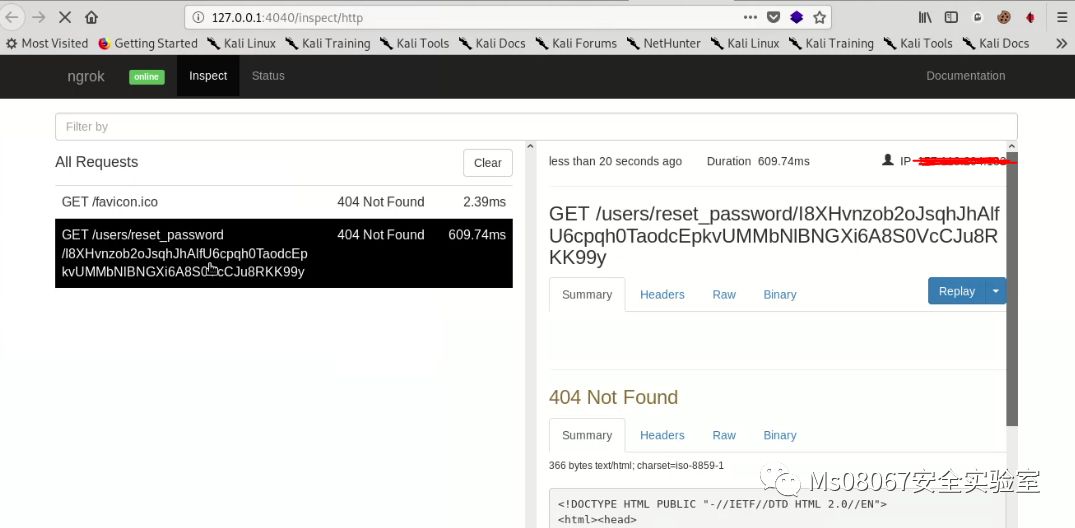 127.0.0.1:4040/inspect/http
Most Visited Getting Started Kali Linux Kali Training Kali Tools Kali Docs Kali Forums NetHunter Kali Linux Kali Training Kali Tools Kali Docs
ngrok online Inspect Status Documentation
Filter by
All Requests Clear
GET /favicon.ico 404 Not Found 2.39ms
GET /users/reset_password 404 Not Found 609.74ms
/I8XHvnzob2oJsqhJhAlfU6cpqh0TaodcEp
kvUMMbNlBNGXi6A8S0VcCJu8RKK99y
less than 20 seconds ago Duration 609.74ms IP
GET /users/reset_password/I8XHvnzob2oJsqhJhAlf
U6cpqh0TaodcEpkvUMMbNlBNGXi6A8S0VcCJu8R
KK99y
Summary Headers Raw Binary Replay
404 Not Found
Summary Headers Raw Binary
366 bytes text/html; charset=iso-8859-1
<!DOCTYPE HTML PUBLIC "-//IETF//DTD HTML 2.0//EN">
<html><head>
Ms08067安全实验室